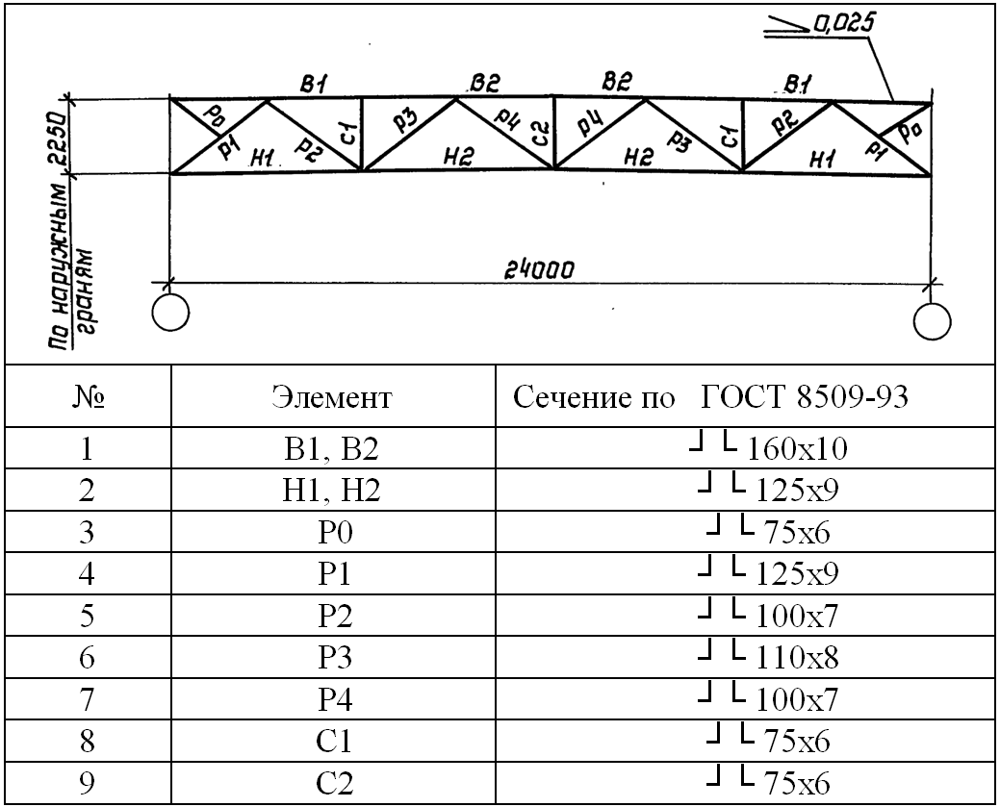 0,025
В1 В2 В2 В1
Р0 Р1 Р2 С1 Р3 Р4 С2 Р4 Р3 С1 Р2 Р1 Р0
Н1 Н2 Н2 Н1
По наружным 2250
граням
24000
№ Элемент Сечение по ГОСТ 8509-93
1 В1, В2 ┘└ 160х10
2 Н1, Н2 ┘└ 125х9
3 Р0 ┘└ 75х6
4 Р1 ┘└ 125х9
5 Р2 ┘└ 100х7
6 Р3 ┘└ 110х8
7 Р4 ┘└ 100х7
8 С1 ┘└ 75х6
9 С2 ┘└ 75х6